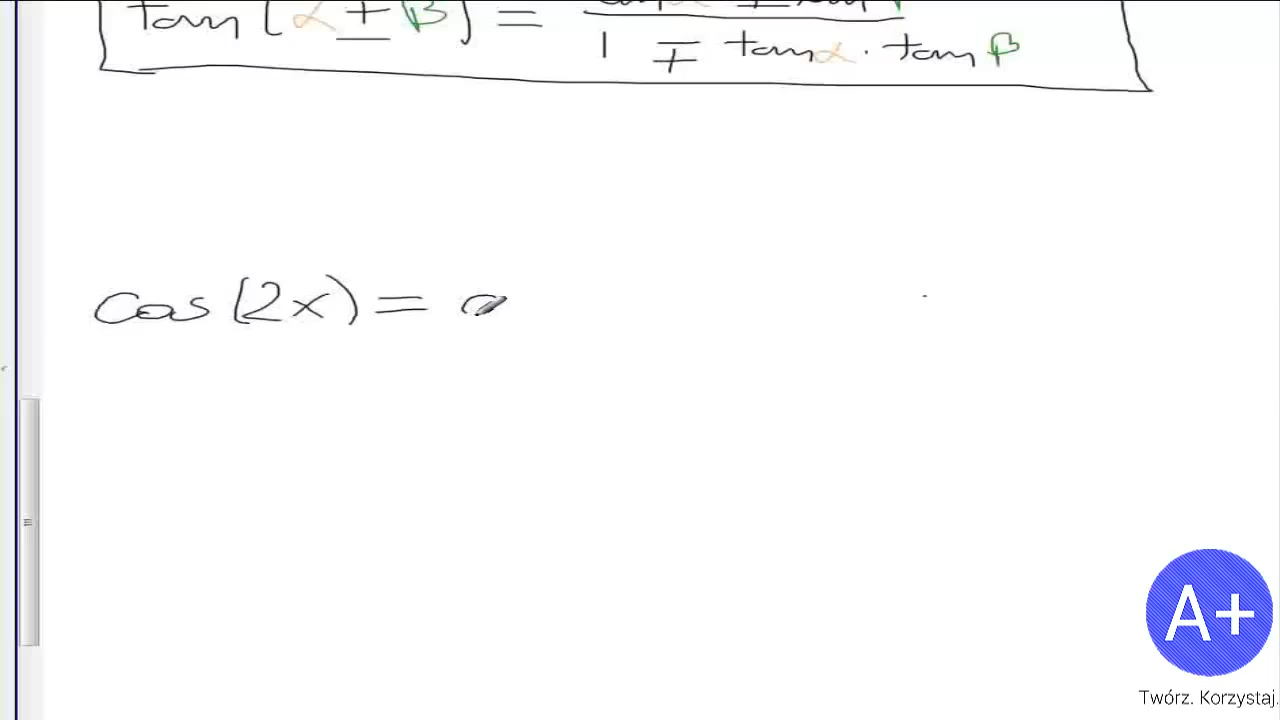 tan(α ± β) =
1 ∓ tanα · tanβ
cos(2x) = c
A+
Twórz. Korzystaj.